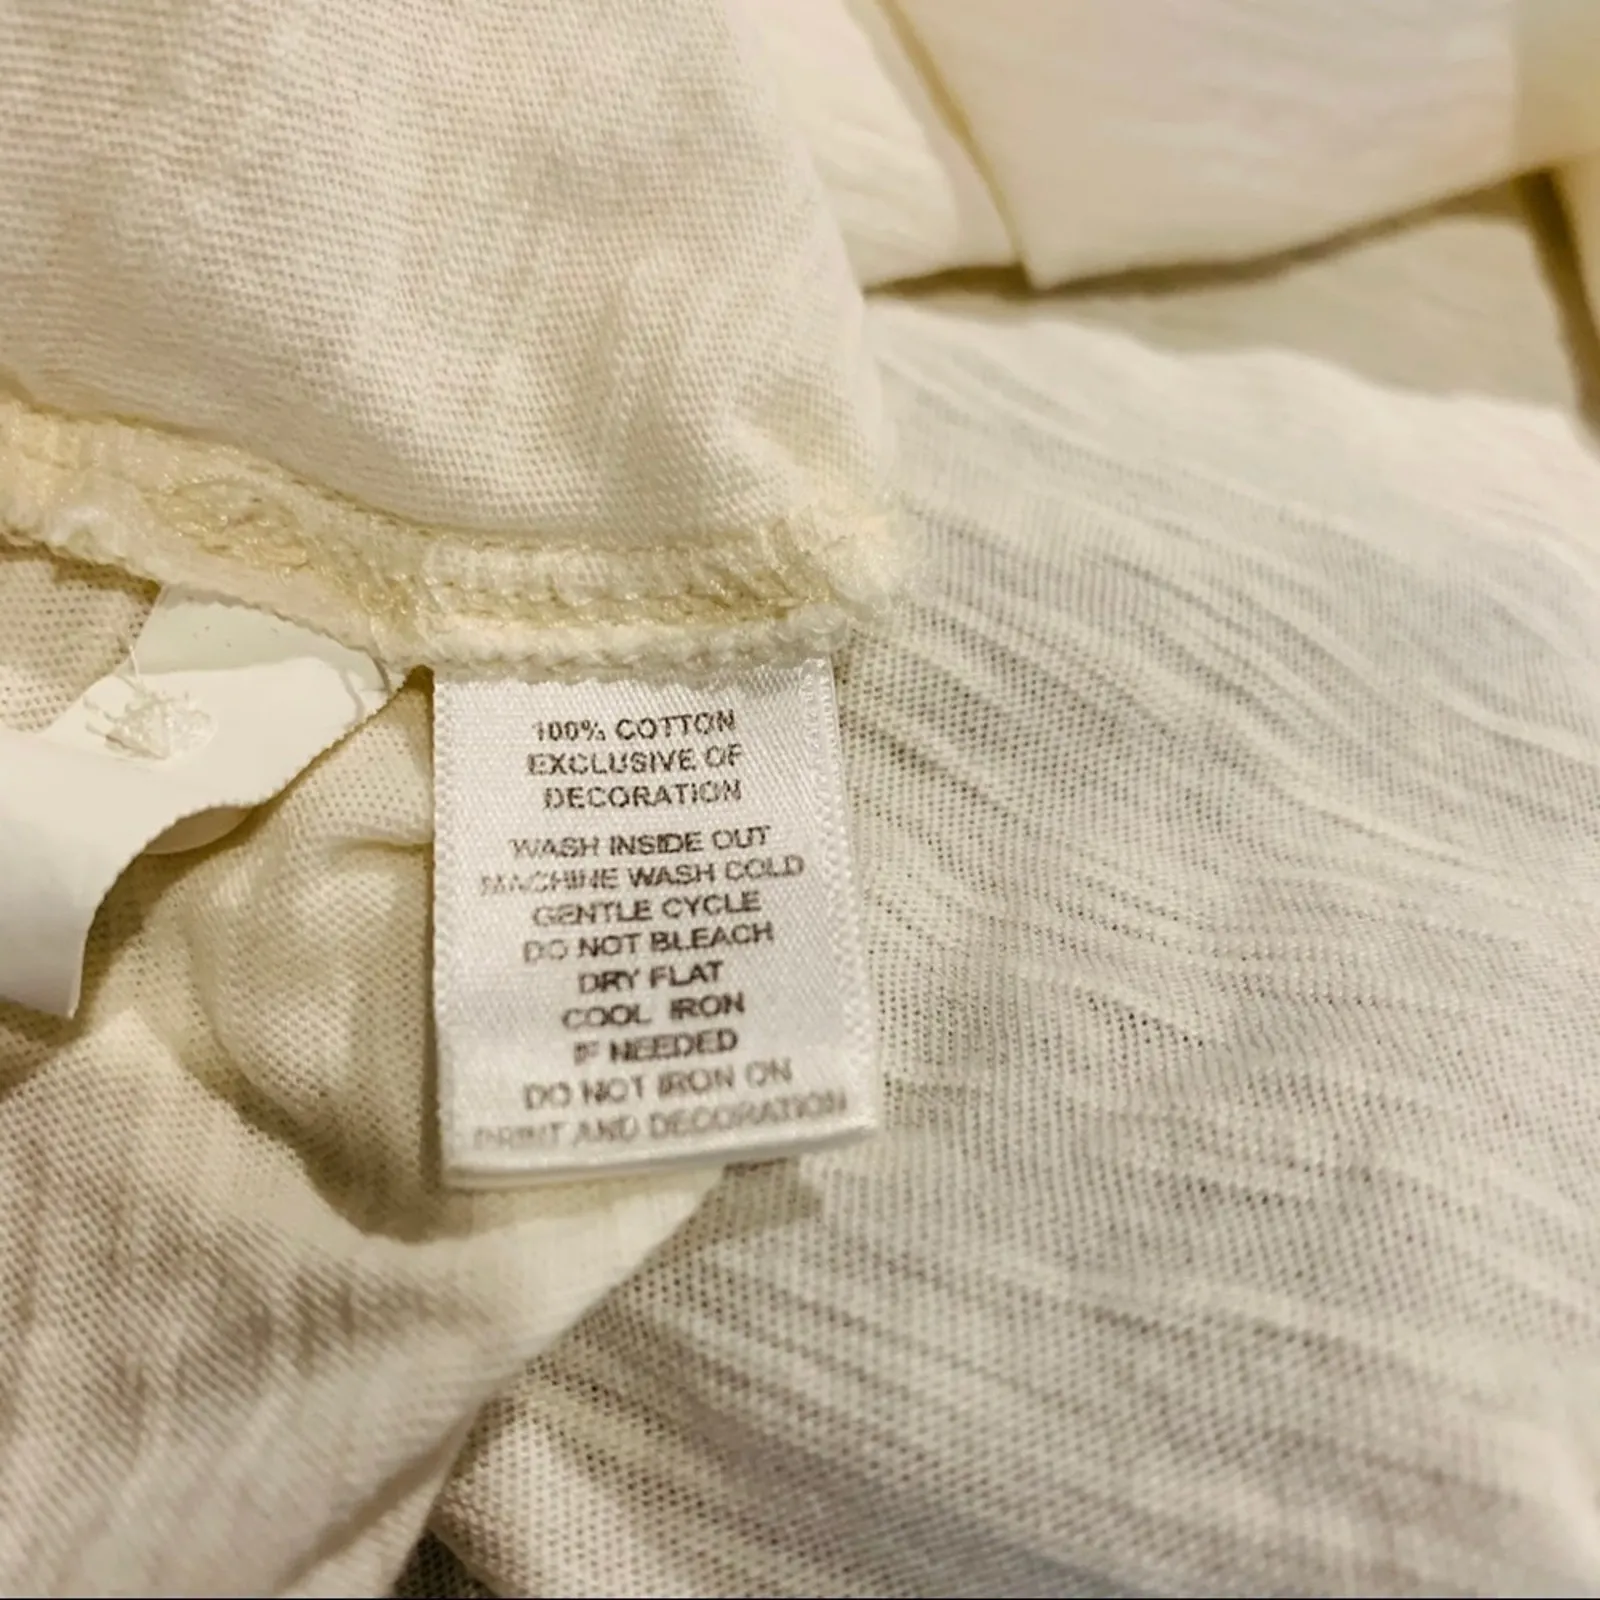 100% COTTON
EXCLUSIVE OF
DECORATION
WASH INSIDE OUT
MACHINE WASH COLD
GENTLE CYCLE
DO NOT BLEACH
DRY FLAT
COOL IRON
IF NEEDED
DO NOT IRON ON
PRINT AND DECORATION